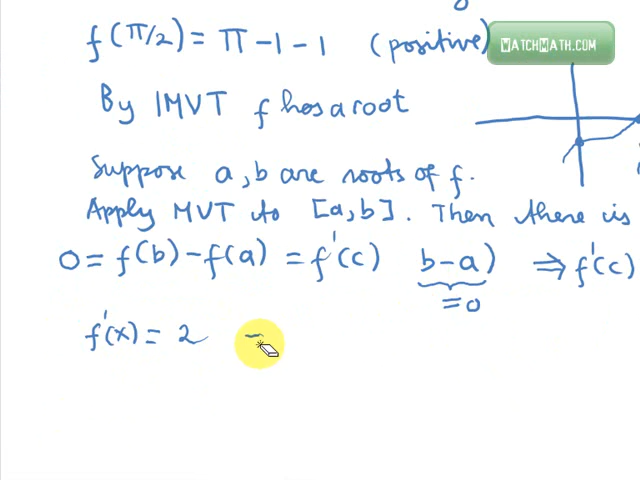 f(π/2) = π - 1 - 1 (positive)
WatchMath.com
By IMVT f has a root
Suppose a, b are roots of f.
Apply MVT to [a,b]. Then there is
0 = f(b) - f(a) = f'(c) b - a) ⇒ f'(c)
= 0
f'(x) = 2 -